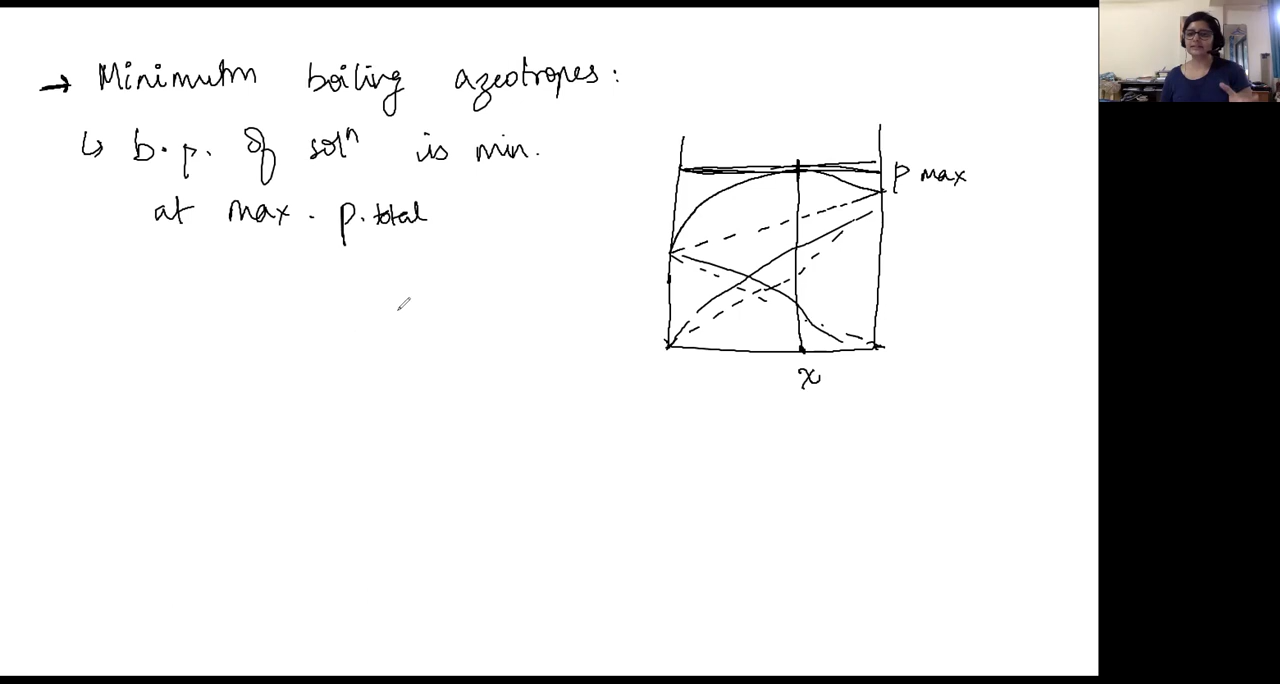 → Minimum boiling azeotropes:
↳ b.p. of solⁿ is min.
at max. p.total
p max
x